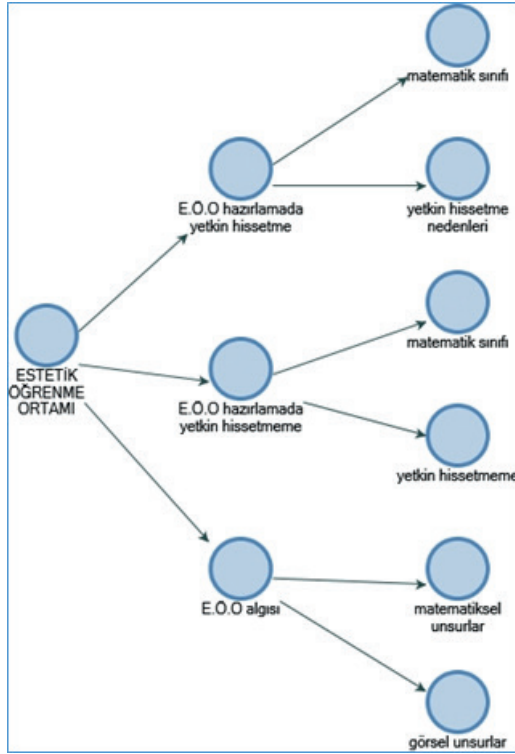 matematik sınıfı
E.Ö.O hazırlamada
yetkin hissetme
yetkin hissetme
nedenleri
ESTETİK
ÖĞRENME
ORTAMI
matematik sınıfı
E.Ö.O hazırlamada
yetkin hissetmeme
yetkin hissetmeme
E.Ö.O algısı
matematiksel
unsurlar
görsel unsurlar